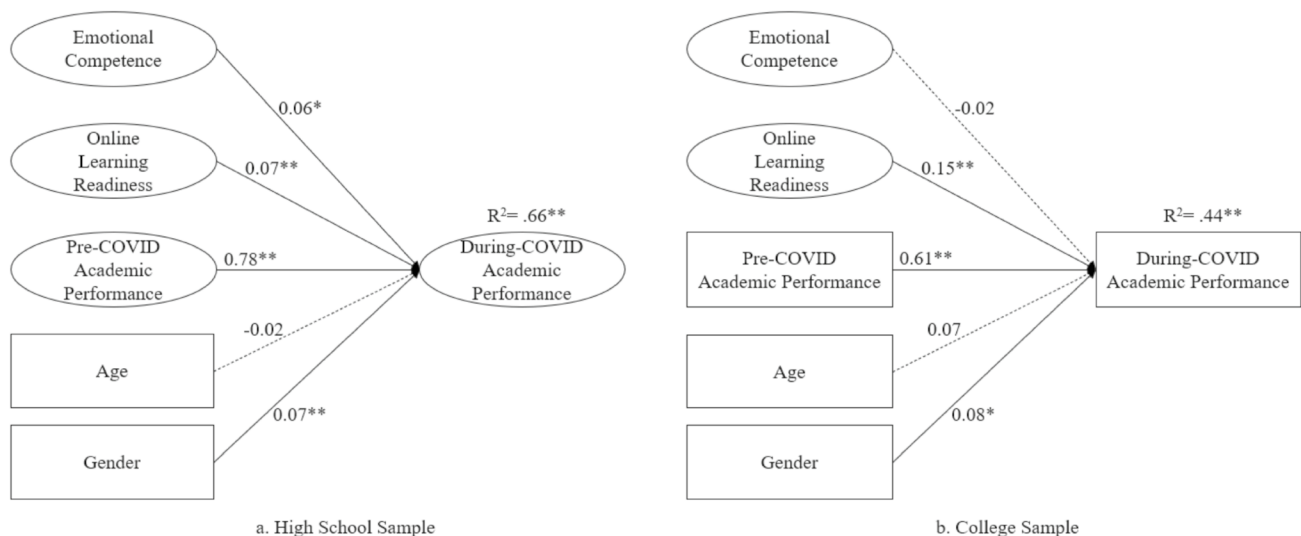 Emotional
Competence
0.06*
Online
Learning
Readiness
0.07**
R²= .66**
Pre-COVID
Academic
Performance
0.78**
During-COVID
Academic
Performance
-0.02
Age
0.07**
Gender
a. High School Sample
Emotional
Competence
-0.02
Online
Learning
Readiness
0.15**
R²= .44**
Pre-COVID
Academic Performance
0.61**
During-COVID
Academic Performance
0.07
Age
0.08*
Gender
b. College Sample